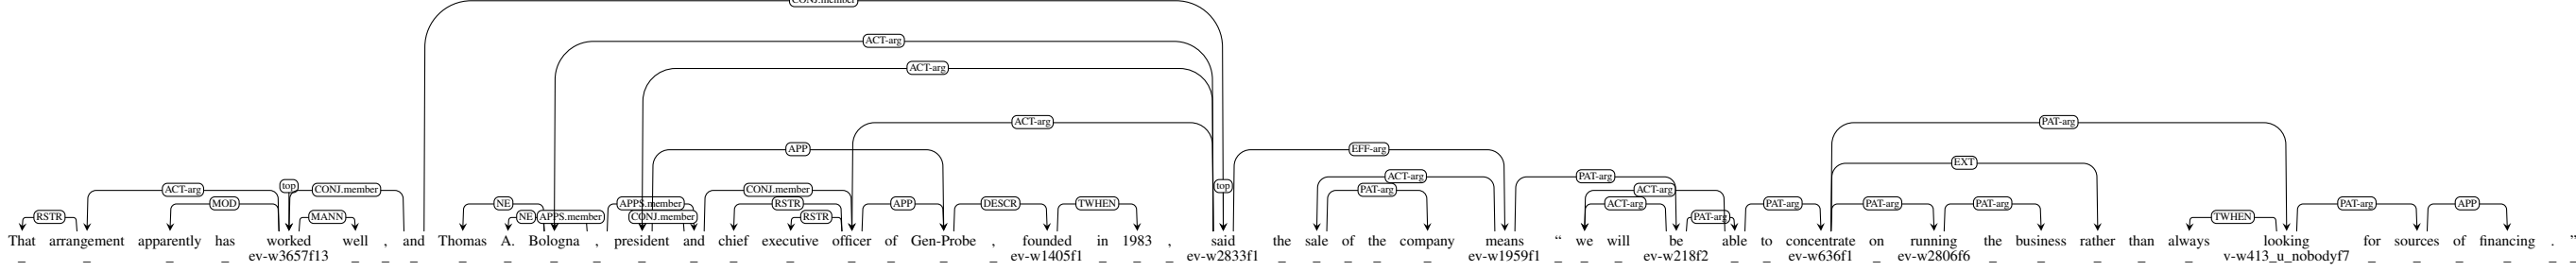 CONJ.member
ACT-arg
ACT-arg
ACT-arg PAT-arg
APP EFF-arg EXT
ACT-arg PAT-arg
ACT-arg top CONJ.member CONJ.member top PAT-arg ACT-arg
MOD NE APPS.member RSTR APP DESCR TWHEN ACT-arg PAT-arg PAT-arg PAT-arg PAT-arg APP
RSTR MANN NE APPS.member CONJ.member RSTR PAT-arg TWHEN
That arrangement apparently has worked well , and Thomas A. Bologna , president and chief executive officer of Gen-Probe , founded in 1983 , said the sale of the company means “ we will be able to concentrate on running the business rather than always looking for sources of financing . ”
_ _ _ _ ev-w3657f13 _ _ _ _ _ _ _ _ _ _ _ _ _ _ _ ev-w1405f1 _ _ _ ev-w2833f1 _ _ _ _ _ ev-w1959f1 _ _ _ ev-w218f2 _ _ ev-w636f1 _ ev-w2806f6 _ _ _ _ _ v-w413_u_nobodyf7 _ _ _ _ _ _